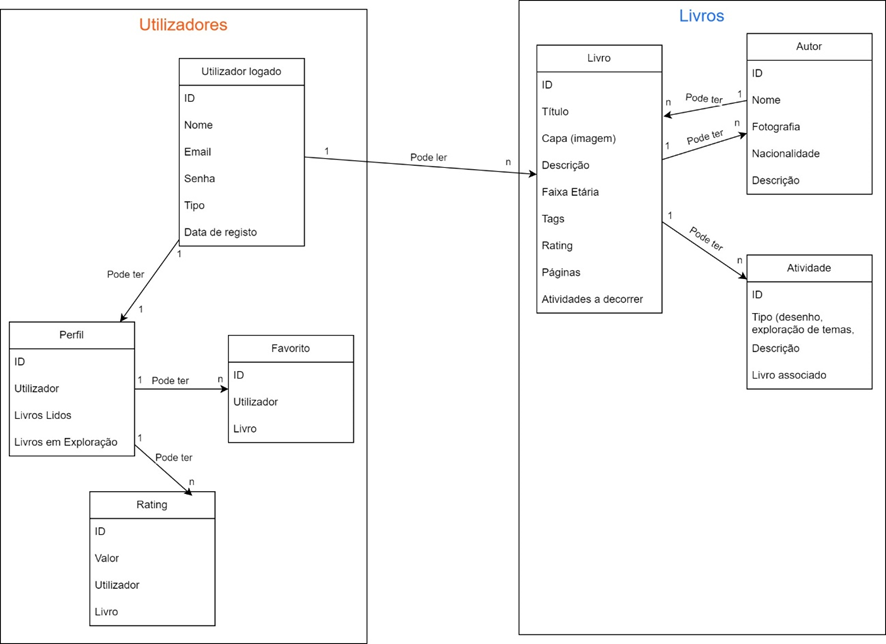 Utilizadores
Utilizador logado
ID
Nome
Email
Senha
Tipo
Data de registo
1
Pode ler
n
1
Pode ter
1
Perfil
ID
Utilizador
Livros Lidos
Livros em Exploração
1
Pode ter
n
Favorito
ID
Utilizador
Livro
1
Pode ter
n
Rating
ID
Valor
Utilizador
Livro
Livros
Livro
ID
Título
Capa (imagem)
Descrição
Faixa Etária
Tags
Rating
Páginas
Atividades a decorrer
n
Pode ter
1
1
Pode ter
n
Autor
ID
Nome
Fotografia
Nacionalidade
Descrição
1
Pode ter
n
Atividade
ID
Tipo (desenho,
exploração de temas,
Descrição
Livro associado